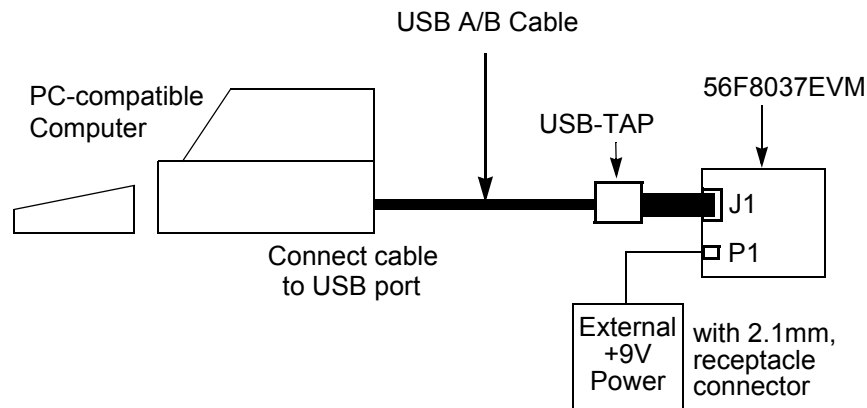 USB A/B Cable
PC-compatible
Computer
56F8037EVM
USB-TAP
J1
P1
Connect cable
to USB port
External
+9V
Power
with 2.1mm,
receptacle
connector